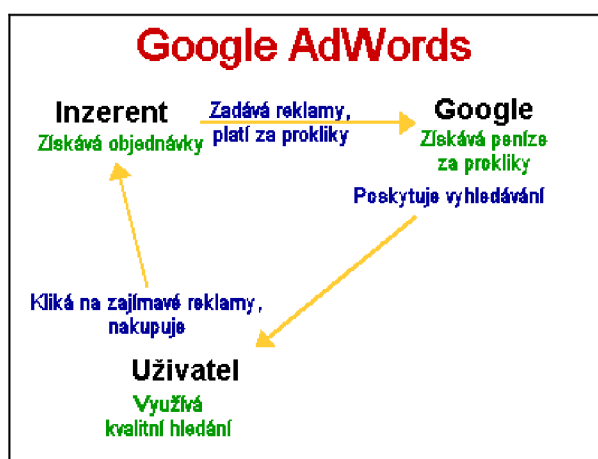 Google AdWords
Inzerent
Získává objednávky
Zadává reklamy,
platí za prokliky
Google
Získává peníze
za prokliky
Poskytuje vyhledávání
Kliká na zajímavé reklamy,
nakupuje
Uživatel
Využívá
kvalitní hledání